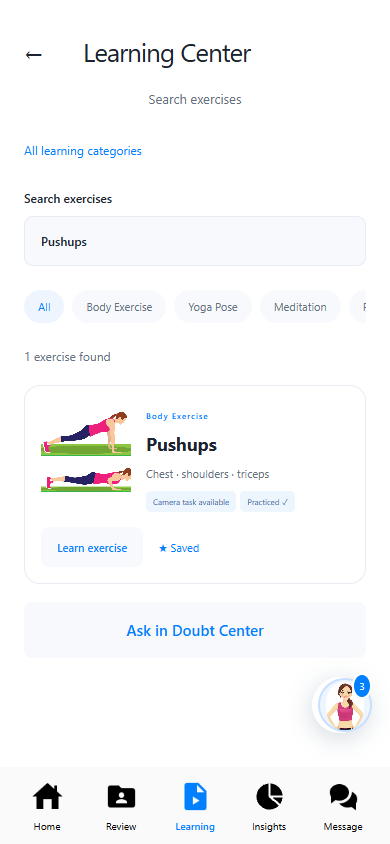 ← Learning Center
Search exercises
All learning categories
Search exercises
Pushups
All Body Exercise Yoga Pose Meditation
1 exercise found
Body Exercise
Pushups
Chest · shoulders · triceps
Camera task available Practiced ✓
Learn exercise ★ Saved
Ask in Doubt Center
3
Home Review Learning Insights Message